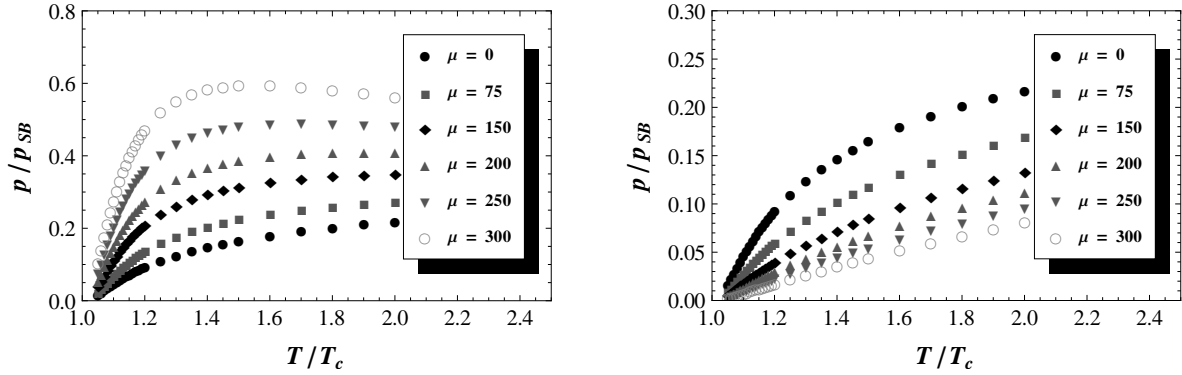 0.8
0.6
0.4
0.2
0.0
p/p_SB
1.0 1.2 1.4 1.6 1.8 2.0 2.2 2.4
T/T_c
μ = 0
μ = 75
μ = 150
μ = 200
μ = 250
μ = 300
0.30
0.25
0.20
0.15
0.10
0.05
0.00
p/p_SB
1.0 1.2 1.4 1.6 1.8 2.0 2.2 2.4
T/T_c
μ = 0
μ = 75
μ = 150
μ = 200
μ = 250
μ = 300